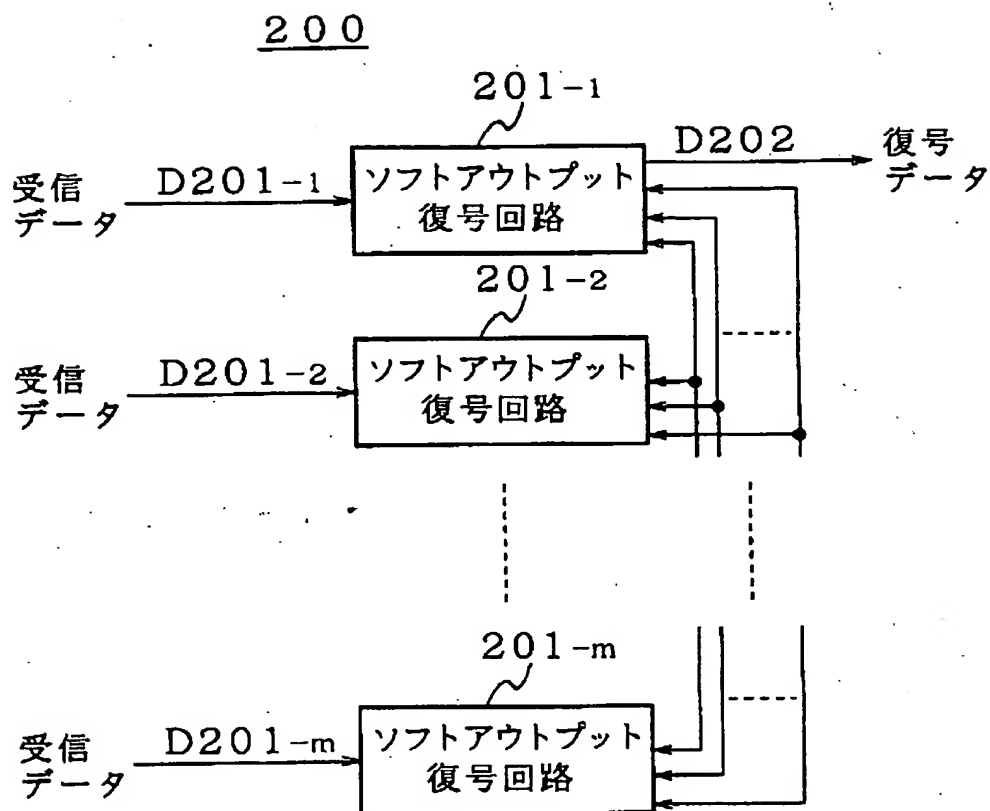 200
201-1
D202
復号
データ
受信
データ
D201-1
ソフトアウトプット
復号回路
201-2
受信
データ
D201-2
ソフトアウトプット
復号回路
201-m
受信
データ
D201-m
ソフトアウトプット
復号回路